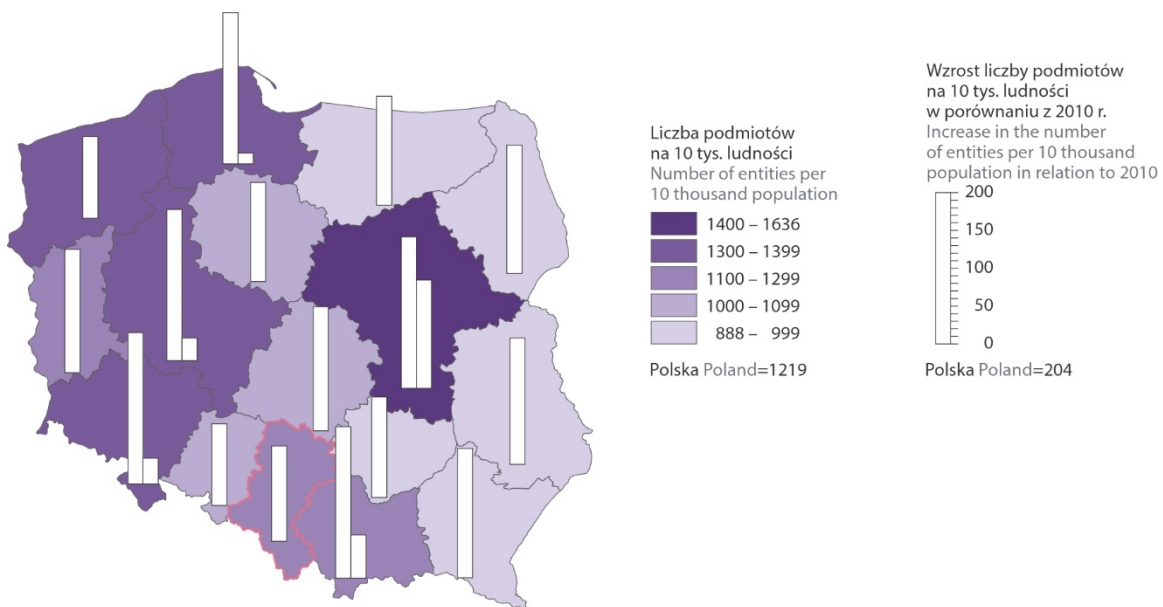 Liczba podmiotów
na 10 tys. ludności
Number of entities per
10 thousand population
1400 – 1636
1300 – 1399
1100 – 1299
1000 – 1099
888 – 999
Polska Poland=1219
Wzrost liczby podmiotów
na 10 tys. ludności
w porównaniu z 2010 r.
Increase in the number
of entities per 10 thousand
population in relation to 2010
200
150
100
50
0
Polska Poland=204